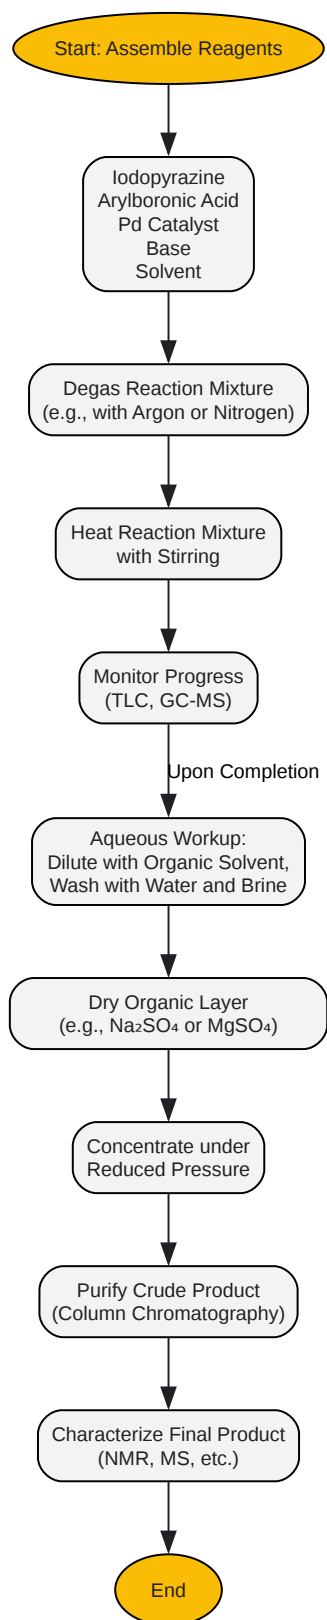 Start: Assemble Reagents
Iodopyrazine
Arylboronic Acid
Pd Catalyst
Base
Solvent
Degas Reaction Mixture
(e.g., with Argon or Nitrogen)
Heat Reaction Mixture
with Stirring
Monitor Progress
(TLC, GC-MS)
Upon Completion
Aqueous Workup:
Dilute with Organic Solvent,
Wash with Water and Brine
Dry Organic Layer
(e.g., Na₂SO₄ or MgSO₄)
Concentrate under
Reduced Pressure
Purify Crude Product
(Column Chromatography)
Characterize Final Product
(NMR, MS, etc.)
End